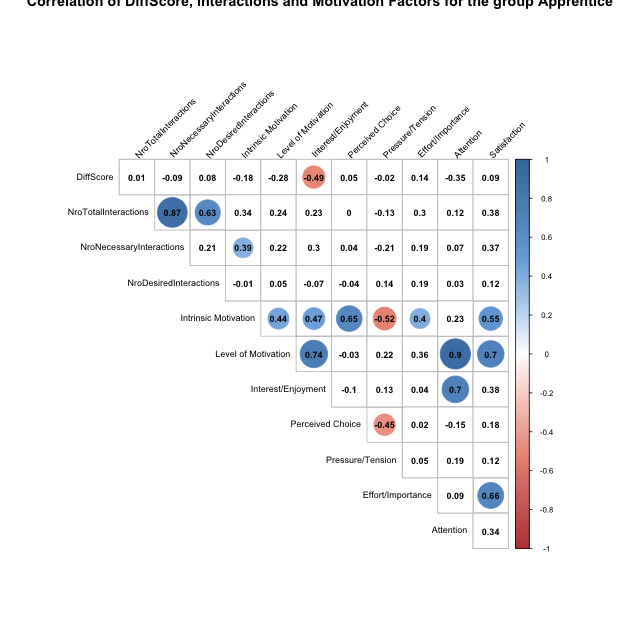 Correlation of DiffScore, Interactions and Motivation Factors for the group Apprentice
NroTotalInteractions
NroNecessaryInteractions
NroDesiredInteractions
Intrinsic Motivation
Level of Motivation
Interest/Enjoyment
Perceived Choice
Pressure/Tension
Effort/Importance
Attention
Satisfaction
DiffScore 0.01 -0.09 0.08 -0.18 -0.28 -0.49 0.05 -0.02 0.14 -0.35 0.09
NroTotalInteractions 0.87 0.63 0.34 0.24 0.23 0 -0.13 0.3 0.12 0.38
NroNecessaryInteractions 0.21 0.39 0.22 0.3 0.04 -0.21 0.19 0.07 0.37
NroDesiredInteractions -0.01 0.05 -0.07 -0.04 0.14 0.19 0.03 0.12
Intrinsic Motivation 0.44 0.47 0.65 -0.52 0.4 0.23 0.55
Level of Motivation 0.74 -0.03 0.22 0.36 0.9 0.7
Interest/Enjoyment -0.1 0.13 0.04 0.7 0.38
Perceived Choice -0.45 0.02 -0.15 0.18
Pressure/Tension 0.05 0.19 0.12
Effort/Importance 0.09 0.66
Attention 0.34
1
0.8
0.6
0.4
0.2
0
-0.2
-0.4
-0.6
-0.8
-1